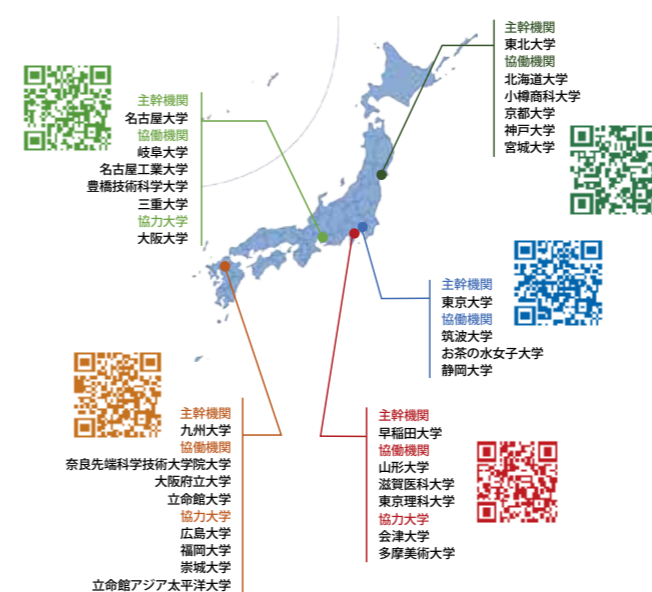 主幹機関
東北大学
協働機関
北海道大学
小樽商科大学
京都大学
神戸大学
宮城大学
主幹機関
名古屋大学
協働機関
岐阜大学
名古屋工業大学
豊橋技術科学大学
三重大学
協力大学
大阪大学
主幹機関
東京大学
協働機関
筑波大学
お茶の水女子大学
静岡大学
主幹機関
九州大学
協働機関
奈良先端科学技術大学院大学
大阪府立大学
立命館大学
協力大学
広島大学
福岡大学
崇城大学
立命館アジア太平洋大学
主幹機関
早稲田大学
協働機関
山形大学
滋賀医科大学
東京理科大学
協力大学
会津大学
多摩美術大学